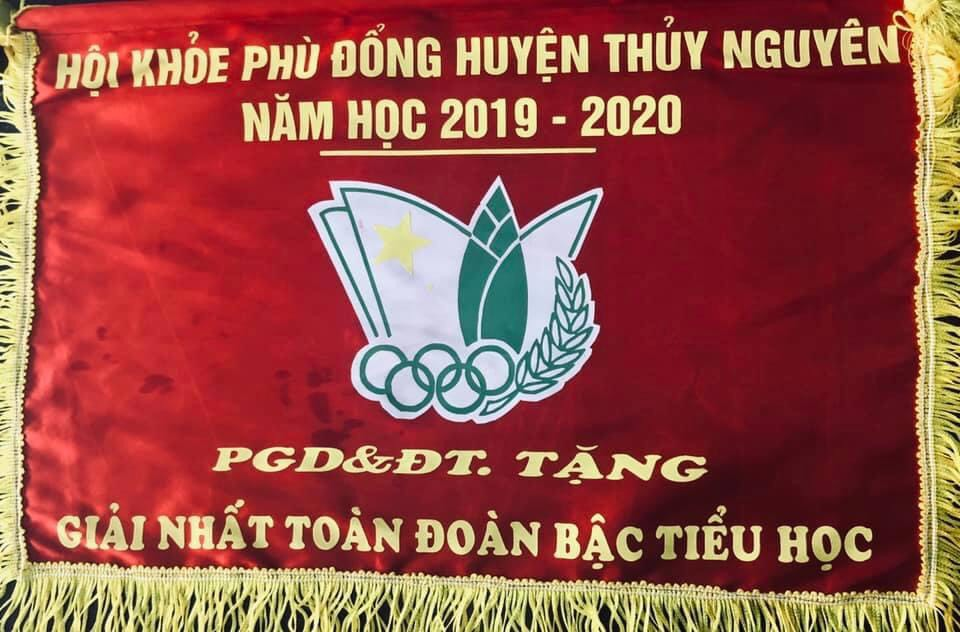 HỘI KHỎE PHÙ ĐỔNG HUYỆN THỦY NGUYÊN
NĂM HỌC 2019 - 2020
PGD&ĐT. TẶNG
GIẢI NHẤT TOÀN ĐOÀN BẬC TIỂU HỌC